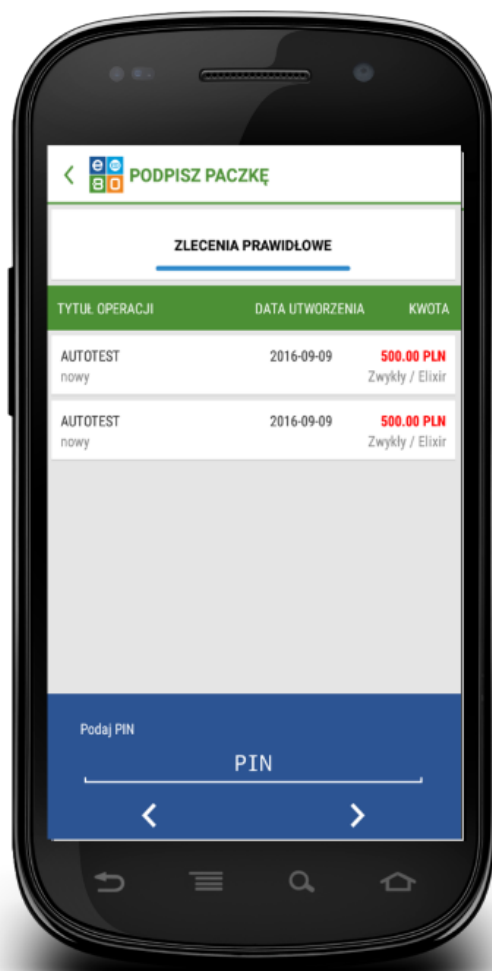 e e
B O
PODPISZ PACZKĘ
ZLECENIA PRAWIDŁOWE
TYTUŁ OPERACJI DATA UTWORZENIA KWOTA
AUTOTEST 2016-09-09 500.00 PLN
nowy Zwykły / Elixir
AUTOTEST 2016-09-09 500.00 PLN
nowy Zwykły / Elixir
Podaj PIN
PIN